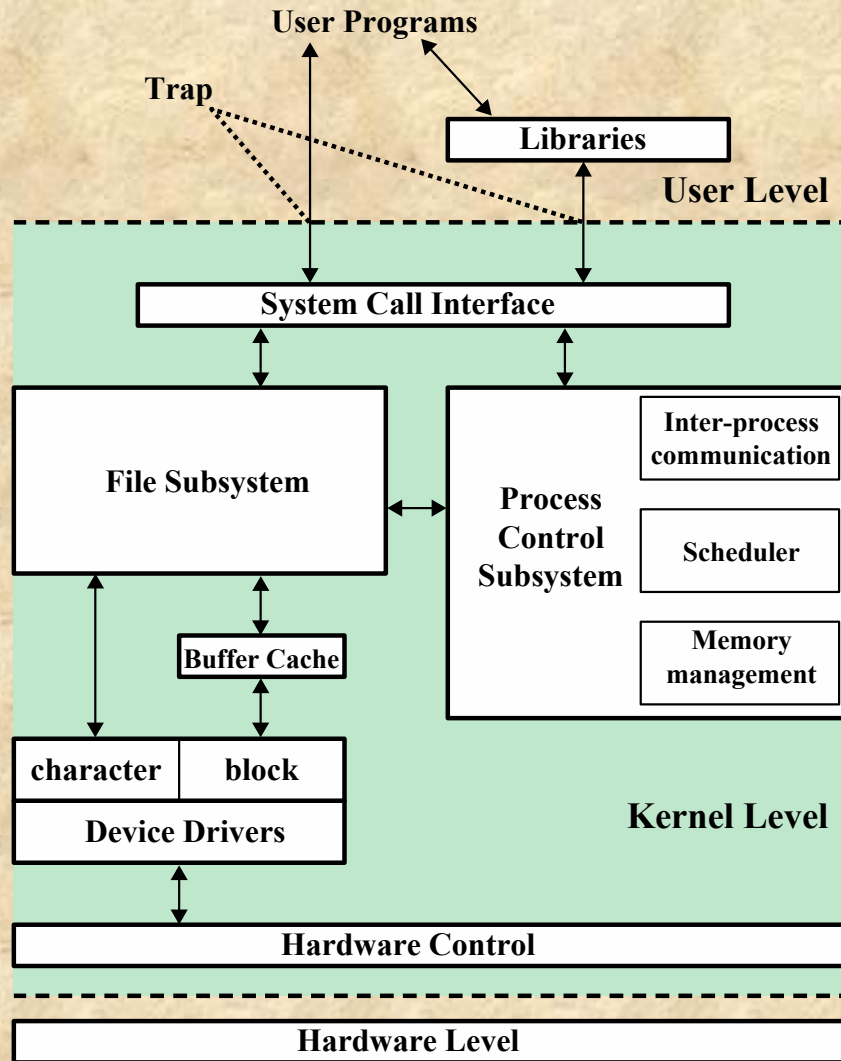 User Programs
Trap
Libraries
User Level
System Call Interface
File Subsystem
Inter-process
communication
Process
Control
Subsystem
Scheduler
Memory
management
Buffer Cache
character
block
Device Drivers
Kernel Level
Hardware Control
Hardware Level